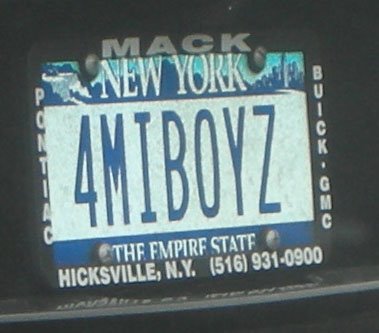 MACK
NEW YORK
PONTIAC
4MIBOYZ
BUICK · GMC
THE EMPIRE STATE
HICKSVILLE, N.Y. (516) 931-0900